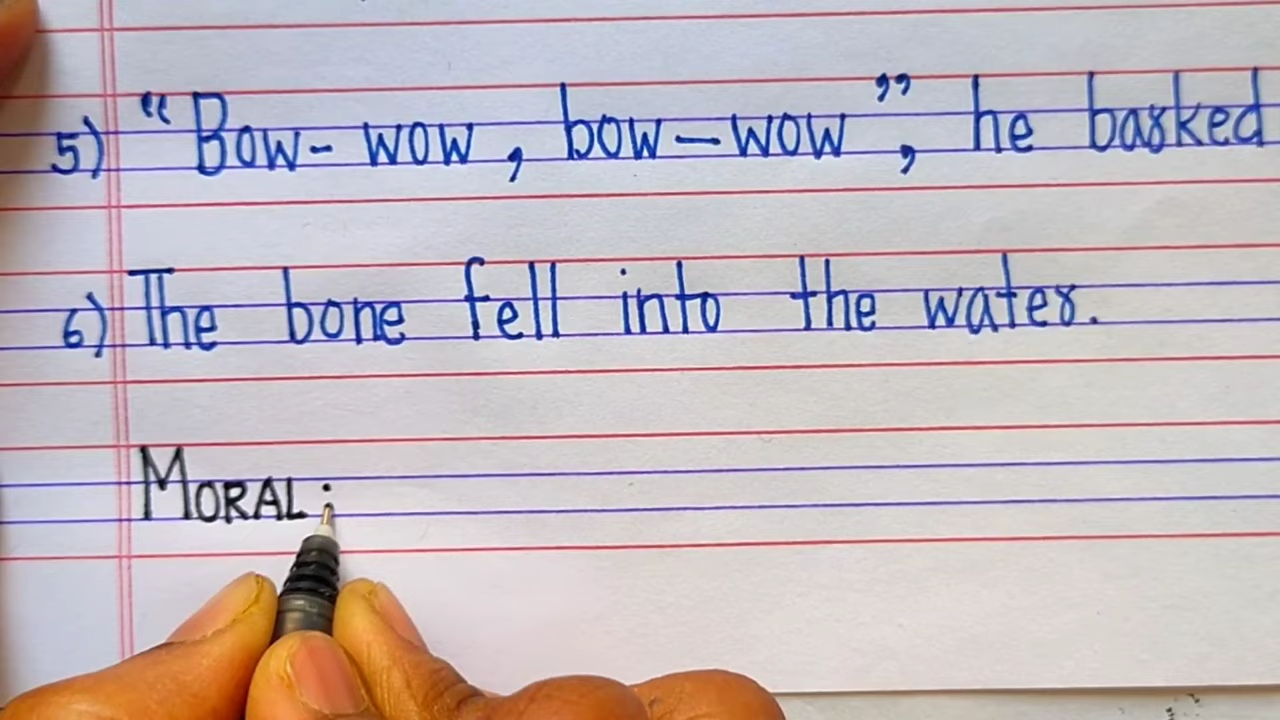 5) “Bow-wow, bow-wow”, he barked
6) The bone fell into the water.
MORAL: